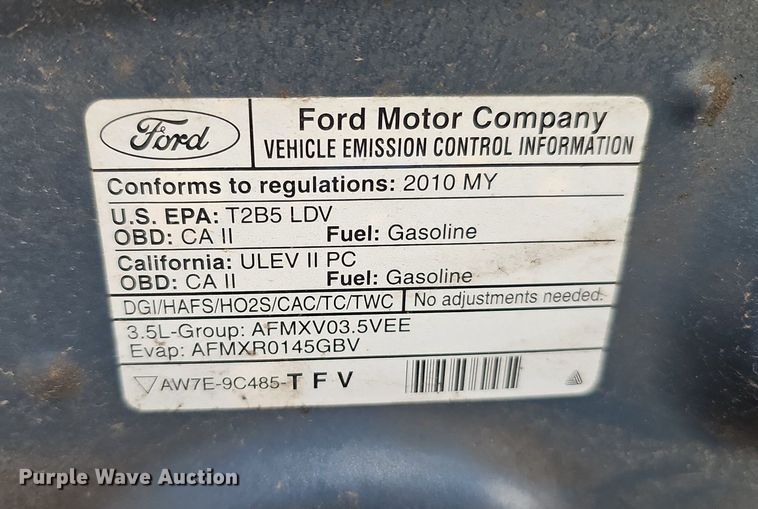 Ford
Ford Motor Company
VEHICLE EMISSION CONTROL INFORMATION
Conforms to regulations: 2010 MY
U.S. EPA: T2B5 LDV
OBD: CA II Fuel: Gasoline
California: ULEV II PC
OBD: CA II Fuel: Gasoline
DGI/HAFS/HO2S/CAC/TC/TWC No adjustments needed.
3.5L-Group: AFMXV03.5VEE
Evap: AFMXR0145GBV
AW7E-9C485-T F V
Purple Wave Auction